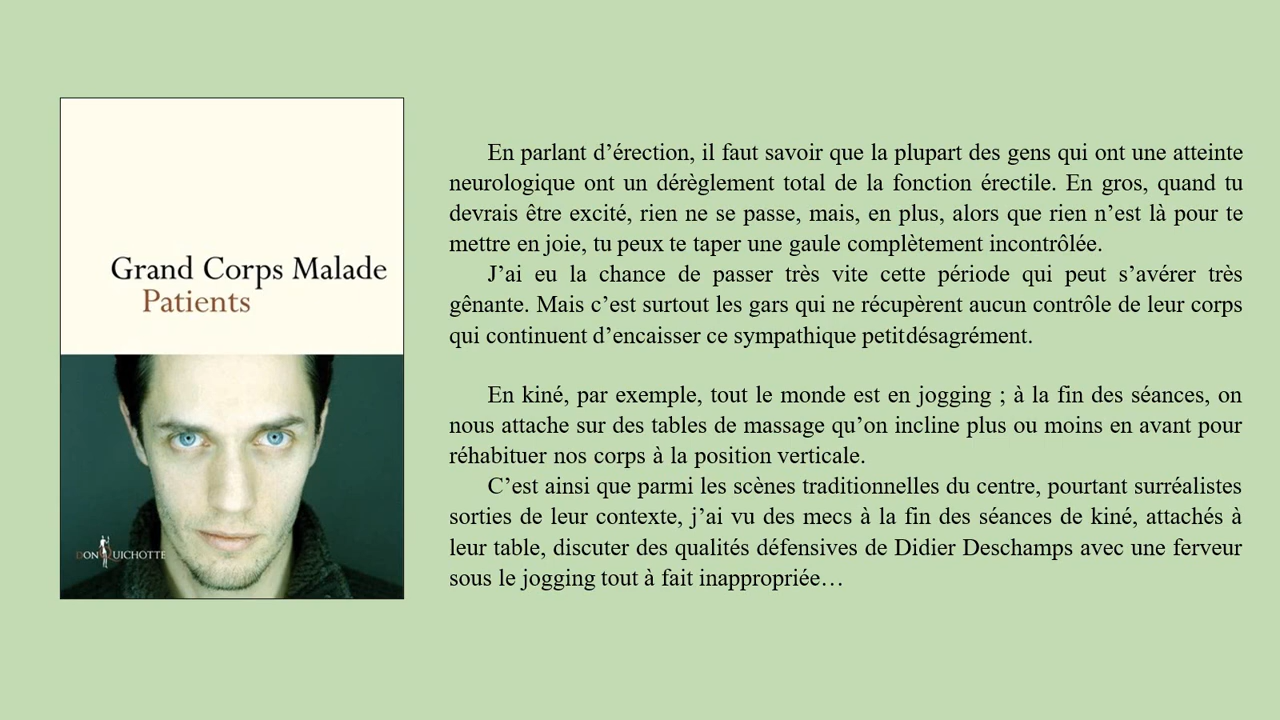 Grand Corps Malade
Patients
DON QUICHOTTE
En parlant d’érection, il faut savoir que la plupart des gens qui ont une atteinte
neurologique ont un dérèglement total de la fonction érectile. En gros, quand tu
devrais être excité, rien ne se passe, mais, en plus, alors que rien n’est là pour te
mettre en joie, tu peux te taper une gaule complètement incontrôlée.
J’ai eu la chance de passer très vite cette période qui peut s’avérer très
gênante. Mais c’est surtout les gars qui ne récupèrent aucun contrôle de leur corps
qui continuent d’encaisser ce sympathique petit désagrément.
En kiné, par exemple, tout le monde est en jogging ; à la fin des séances, on
nous attache sur des tables de massage qu’on incline plus ou moins en avant pour
réhabituer nos corps à la position verticale.
C’est ainsi que parmi les scènes traditionnelles du centre, pourtant surréalistes
sorties de leur contexte, j’ai vu des mecs à la fin des séances de kiné, attachés à
leur table, discuter des qualités défensives de Didier Deschamps avec une ferveur
sous le jogging tout à fait inappropriée…